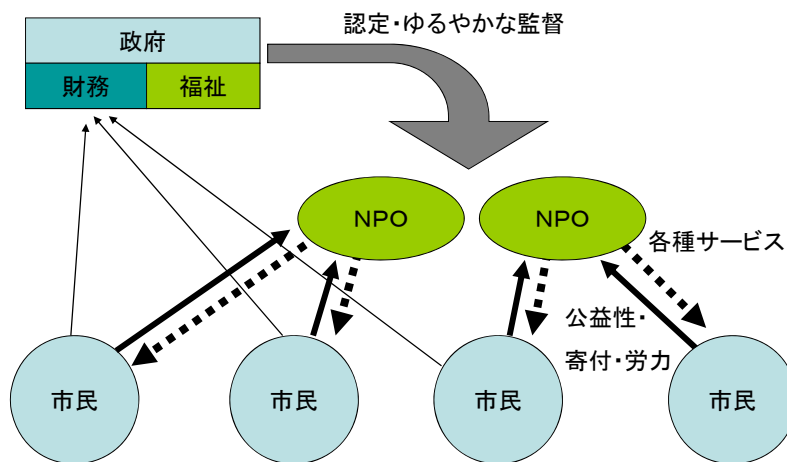 認定・ゆるやかな監督
政府
財務 福祉
NPO NPO
各種サービス
公益性・
寄付・労力
市民 市民 市民 市民